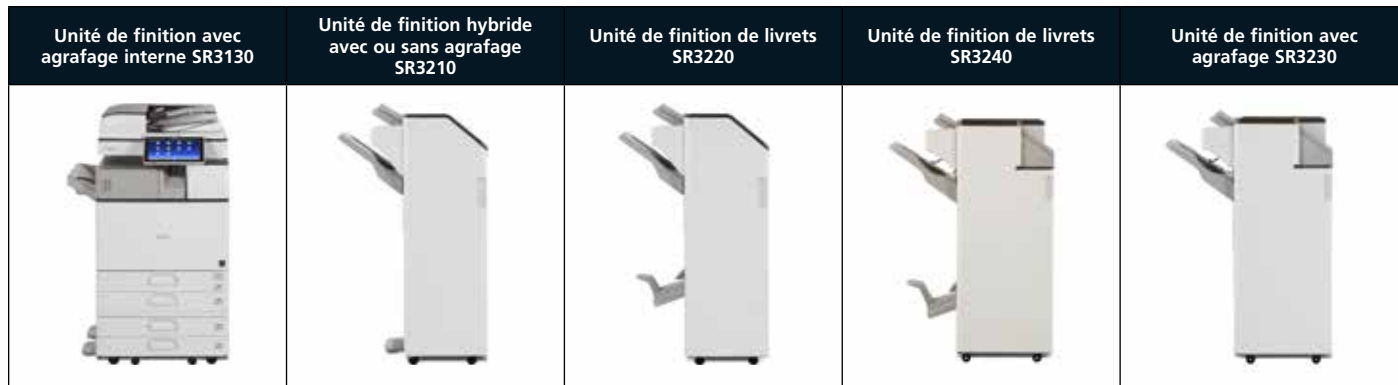 Unité de finition avec
agrafage interne SR3130
Unité de finition hybride
avec ou sans agrafage
SR3210
Unité de finition de livrets
SR3220
Unité de finition de livrets
SR3240
Unité de finition avec
agrafage SR3230